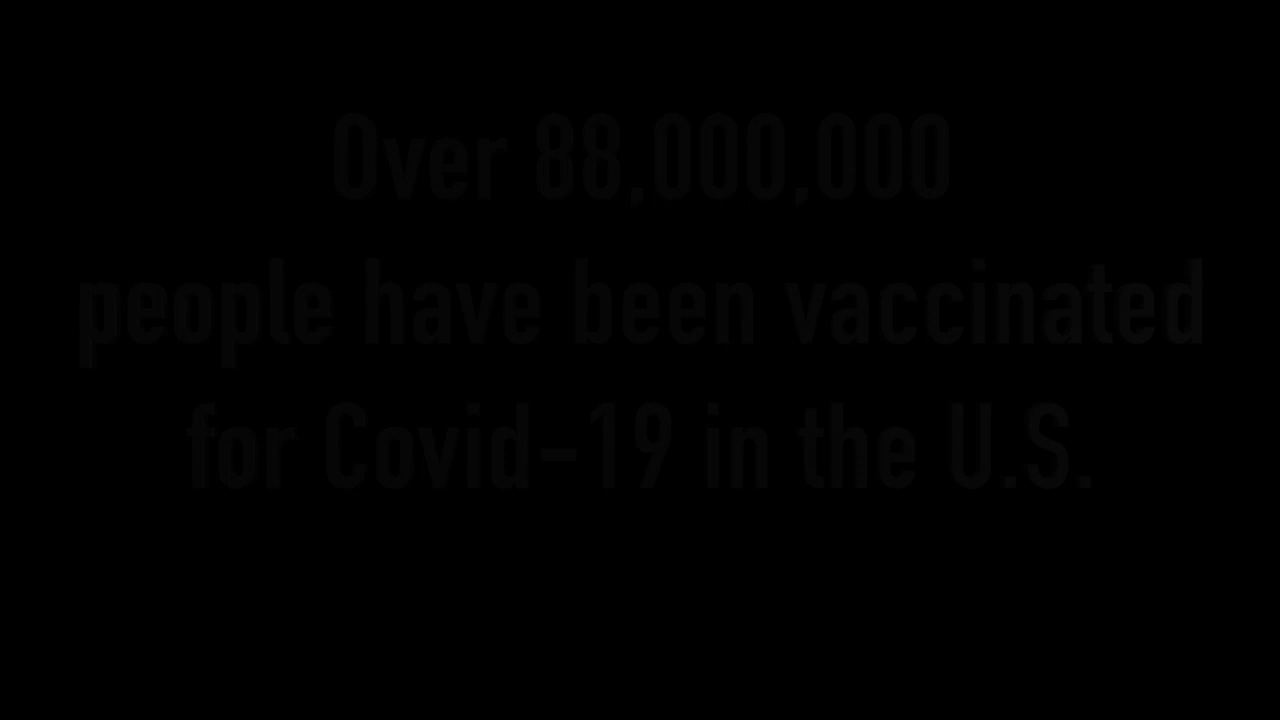 Over 88,000,000
people have been vaccinated
for Covid-19 in the U.S.